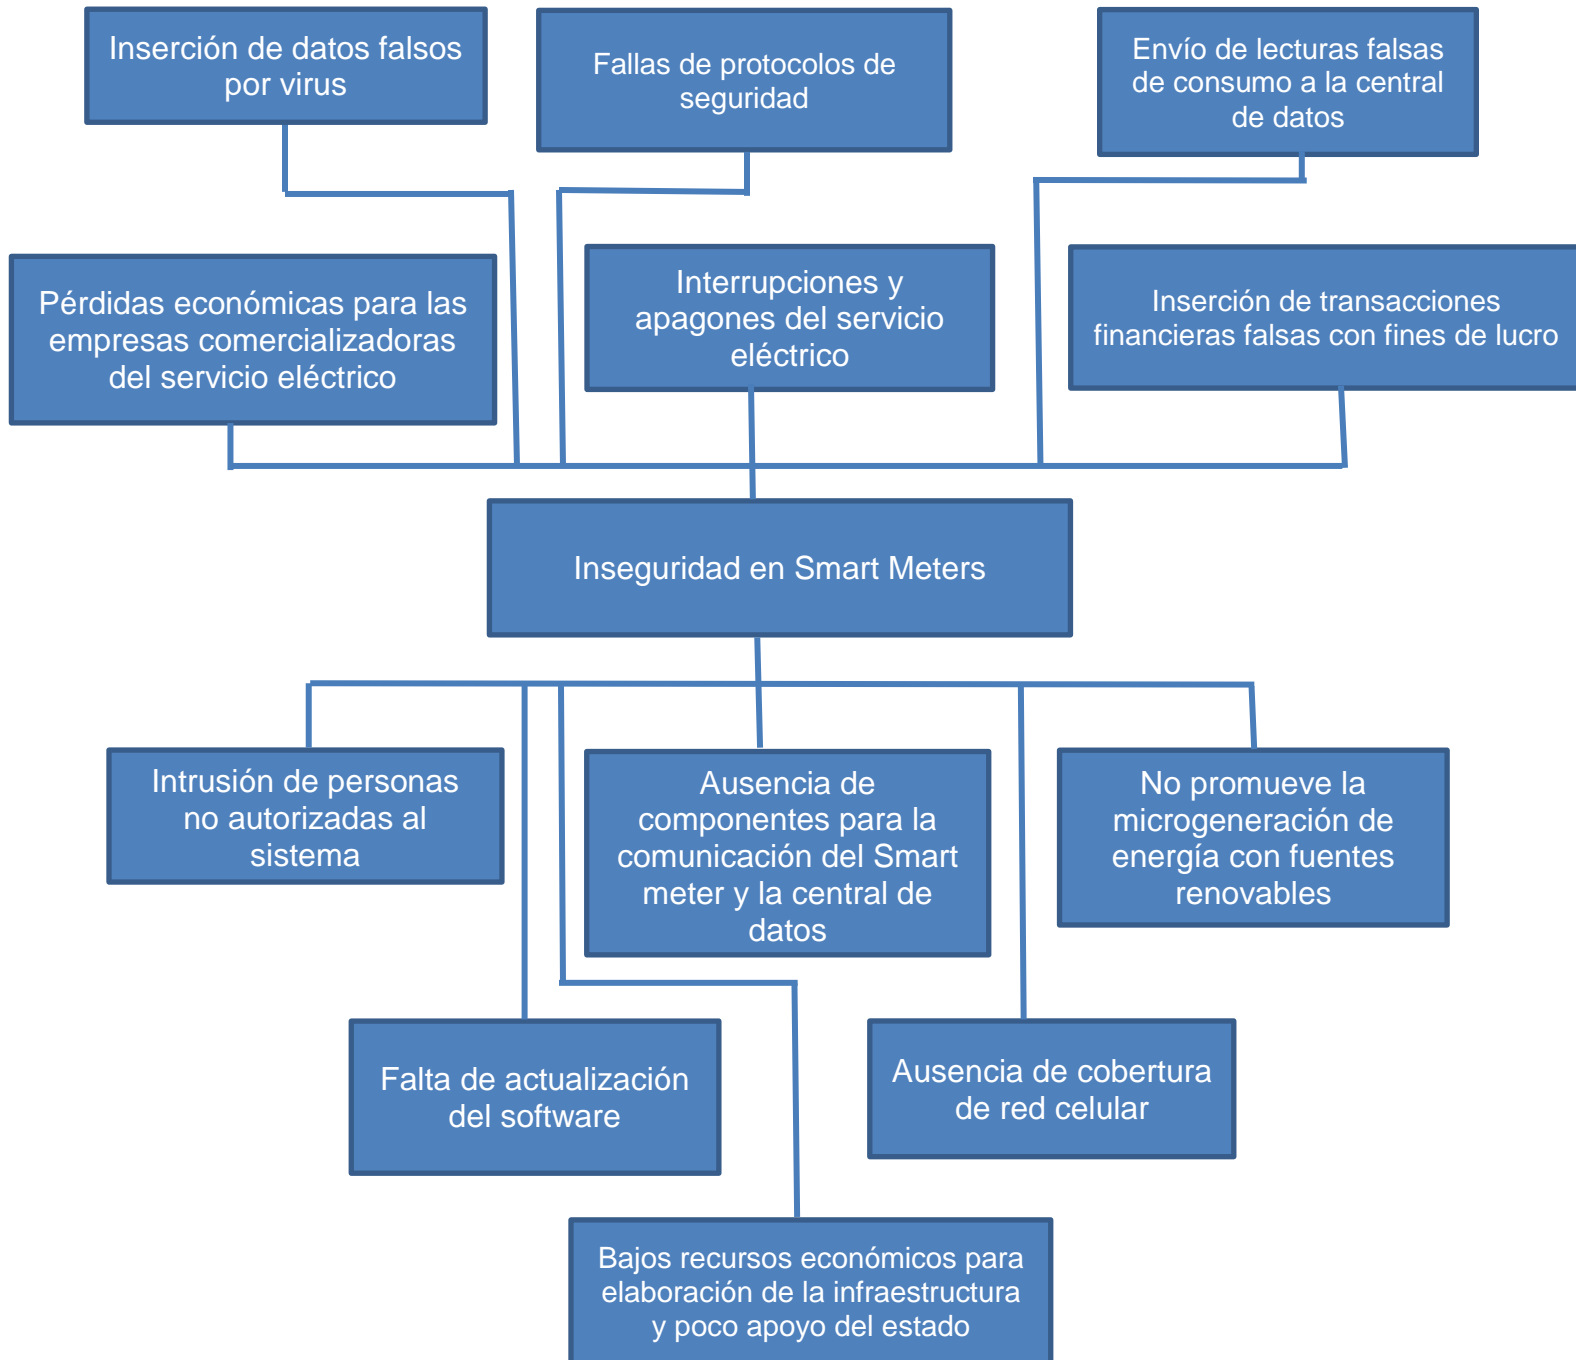 Inserción de datos falsos
por virus
Fallas de protocolos de
seguridad
Envío de lecturas falsas
de consumo a la central
de datos
Pérdidas económicas para las
empresas comercializadoras
del servicio eléctrico
Interrupciones y
apagones del servicio
eléctrico
Inserción de transacciones
financieras falsas con fines de lucro
Inseguridad en Smart Meters
Intrusión de personas
no autorizadas al
sistema
Ausencia de
componentes para la
comunicación del Smart
meter y la central de
datos
No promueve la
microgeneración de
energía con fuentes
renovables
Falta de actualización
del software
Ausencia de cobertura
de red celular
Bajos recursos económicos para
elaboración de la infraestructura
y poco apoyo del estado